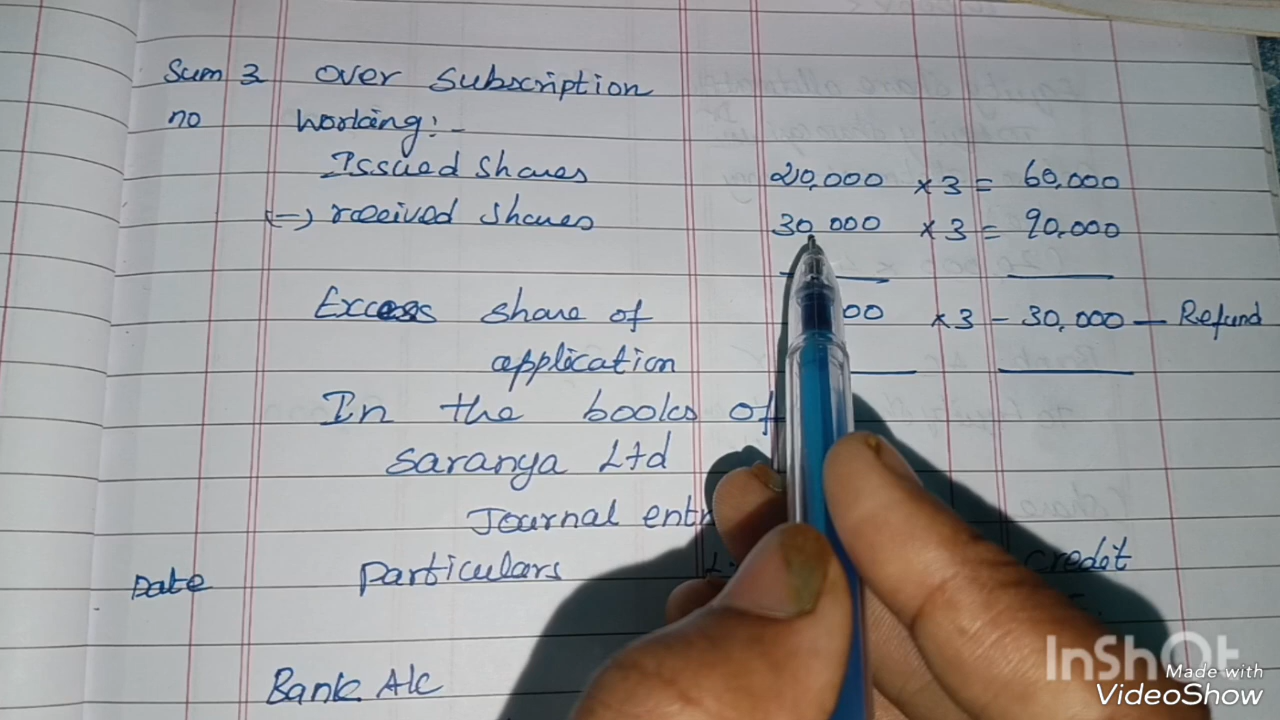 Sum 3 Over Subscription
no Working:-
Issued Shares 20,000 × 3 = 60,000
(-) received Shares 30,000 × 3 = 90,000
Excess share of 00 × 3 - 30,000 — Refund
application
In the books of
Saranya Ltd
Journal entr
Date Particulars L. Credit
Bank A/c
InShOt
Made with
VideoShow